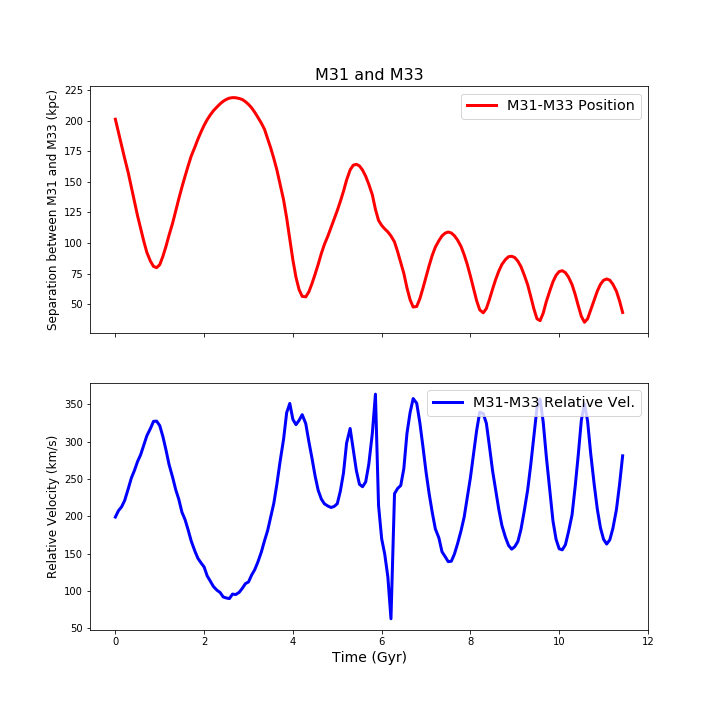 M31 and M33
Separation between M31 and M33 (kpc)
225
200
175
150
125
100
75
50
M31-M33 Position
Relative Velocity (km/s)
350
300
250
200
150
100
50
M31-M33 Relative Vel.
0 2 4 6 8 10 12
Time (Gyr)